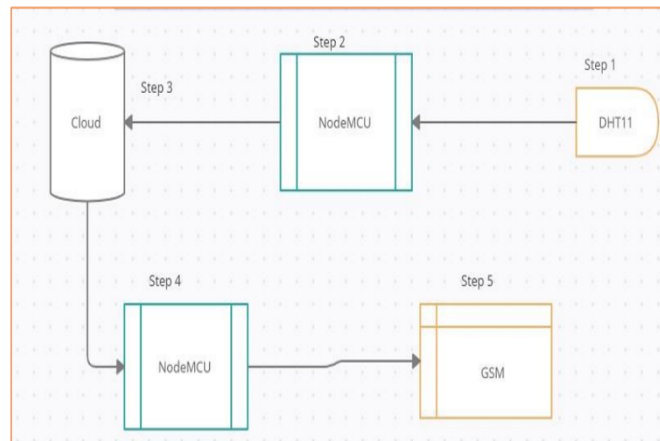 Step 1
DHT11
Step 2
NodeMCU
Step 3
Cloud
Step 4
NodeMCU
Step 5
GSM